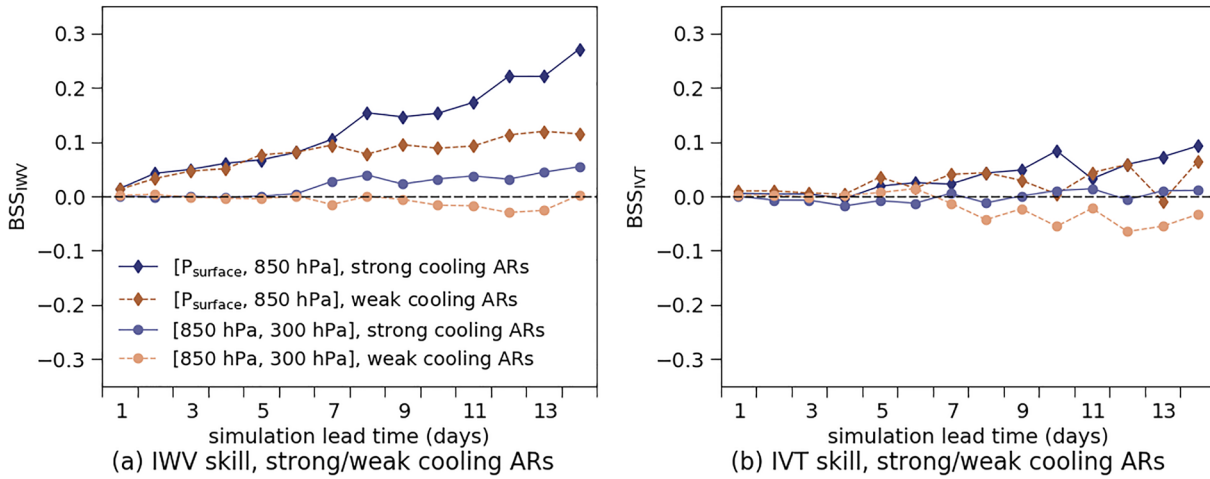 0.3
0.2
0.1
0.0
−0.1
−0.2
−0.3
BSS_IWV
[P_surface, 850 hPa], strong cooling ARs
[P_surface, 850 hPa], weak cooling ARs
[850 hPa, 300 hPa], strong cooling ARs
[850 hPa, 300 hPa], weak cooling ARs
1 3 5 7 9 11 13
simulation lead time (days)
(a) IWV skill, strong/weak cooling ARs
0.3
0.2
0.1
0.0
−0.1
−0.2
−0.3
BSS_IVT
1 3 5 7 9 11 13
simulation lead time (days)
(b) IVT skill, strong/weak cooling ARs